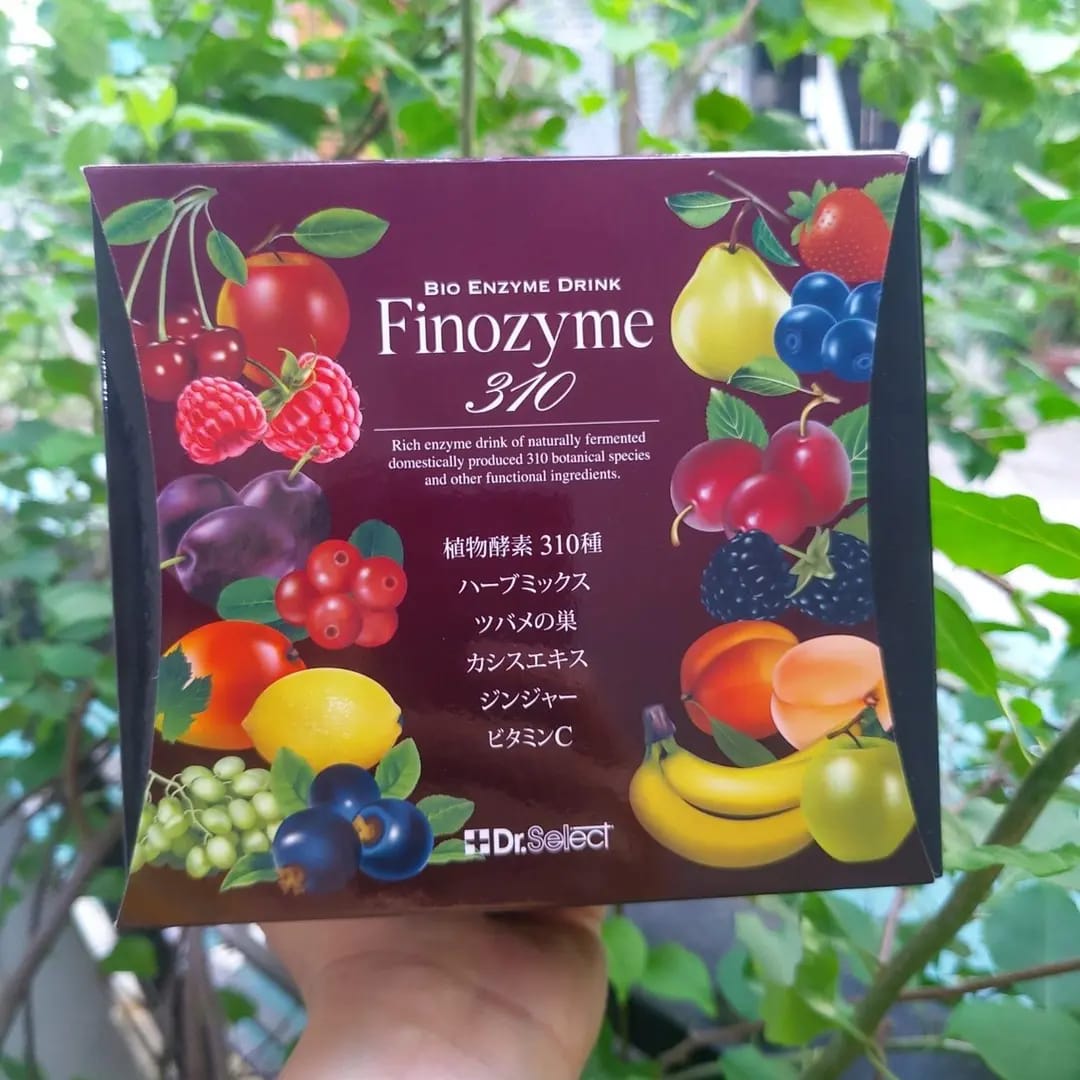 BIO ENZYME DRINK
Finozyme
310
Rich enzyme drink of naturally fermented
domestically produced 310 botanical species
and other functional ingredients.
植物酵素 310種
ハーブミックス
ツバメの巣
カシスエキス
ジンジャー
ビタミンC
Dr.Select